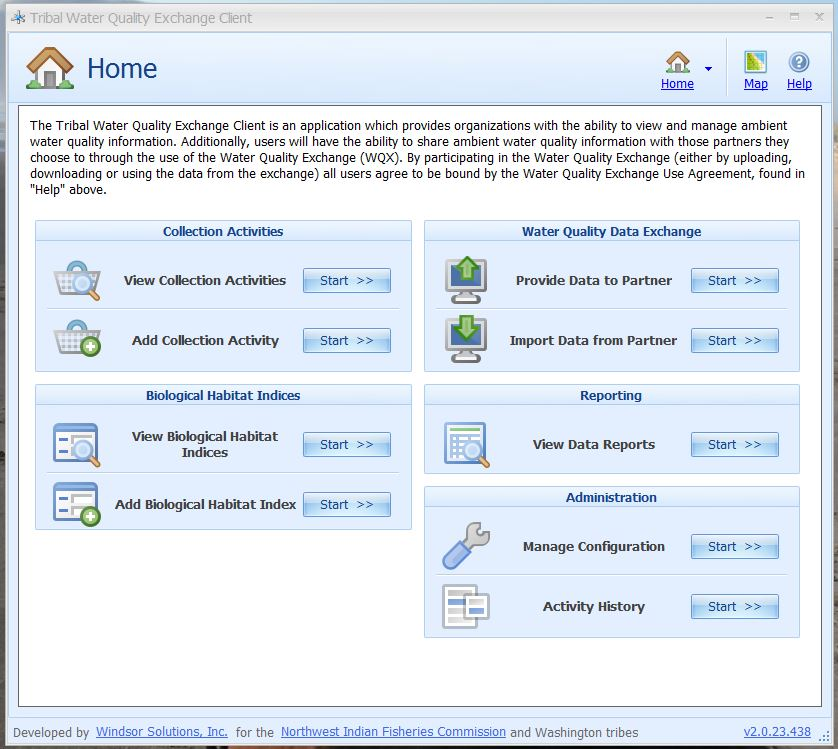 Tribal Water Quality Exchange Client
Home
Home
Map
Help
The Tribal Water Quality Exchange Client is an application which provides organizations with the ability to view and manage ambient
water quality information. Additionally, users will have the ability to share ambient water quality information with those partners they
choose to through the use of the Water Quality Exchange (WQX). By participating in the Water Quality Exchange (either by uploading,
downloading or using the data from the exchange) all users agree to be bound by the Water Quality Exchange Use Agreement, found in
"Help" above.
Collection Activities
View Collection Activities Start >>
Add Collection Activity Start >>
Biological Habitat Indices
View Biological Habitat
Indices
Start >>
Add Biological Habitat Index Start >>
Water Quality Data Exchange
Provide Data to Partner Start >>
Import Data from Partner Start >>
Reporting
View Data Reports Start >>
Administration
Manage Configuration Start >>
Activity History Start >>
Developed by Windsor Solutions, Inc. for the Northwest Indian Fisheries Commission and Washington tribes
v2.0.23.438